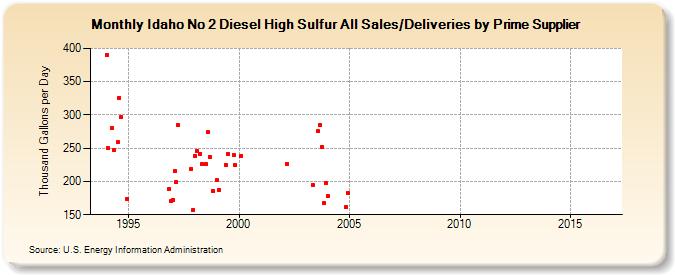 Monthly Idaho No 2 Diesel High Sulfur All Sales/Deliveries by Prime Supplier
Thousand Gallons per Day
400
350
300
250
200
150
1995 2000 2005 2010 2015
Source: U.S. Energy Information Administration